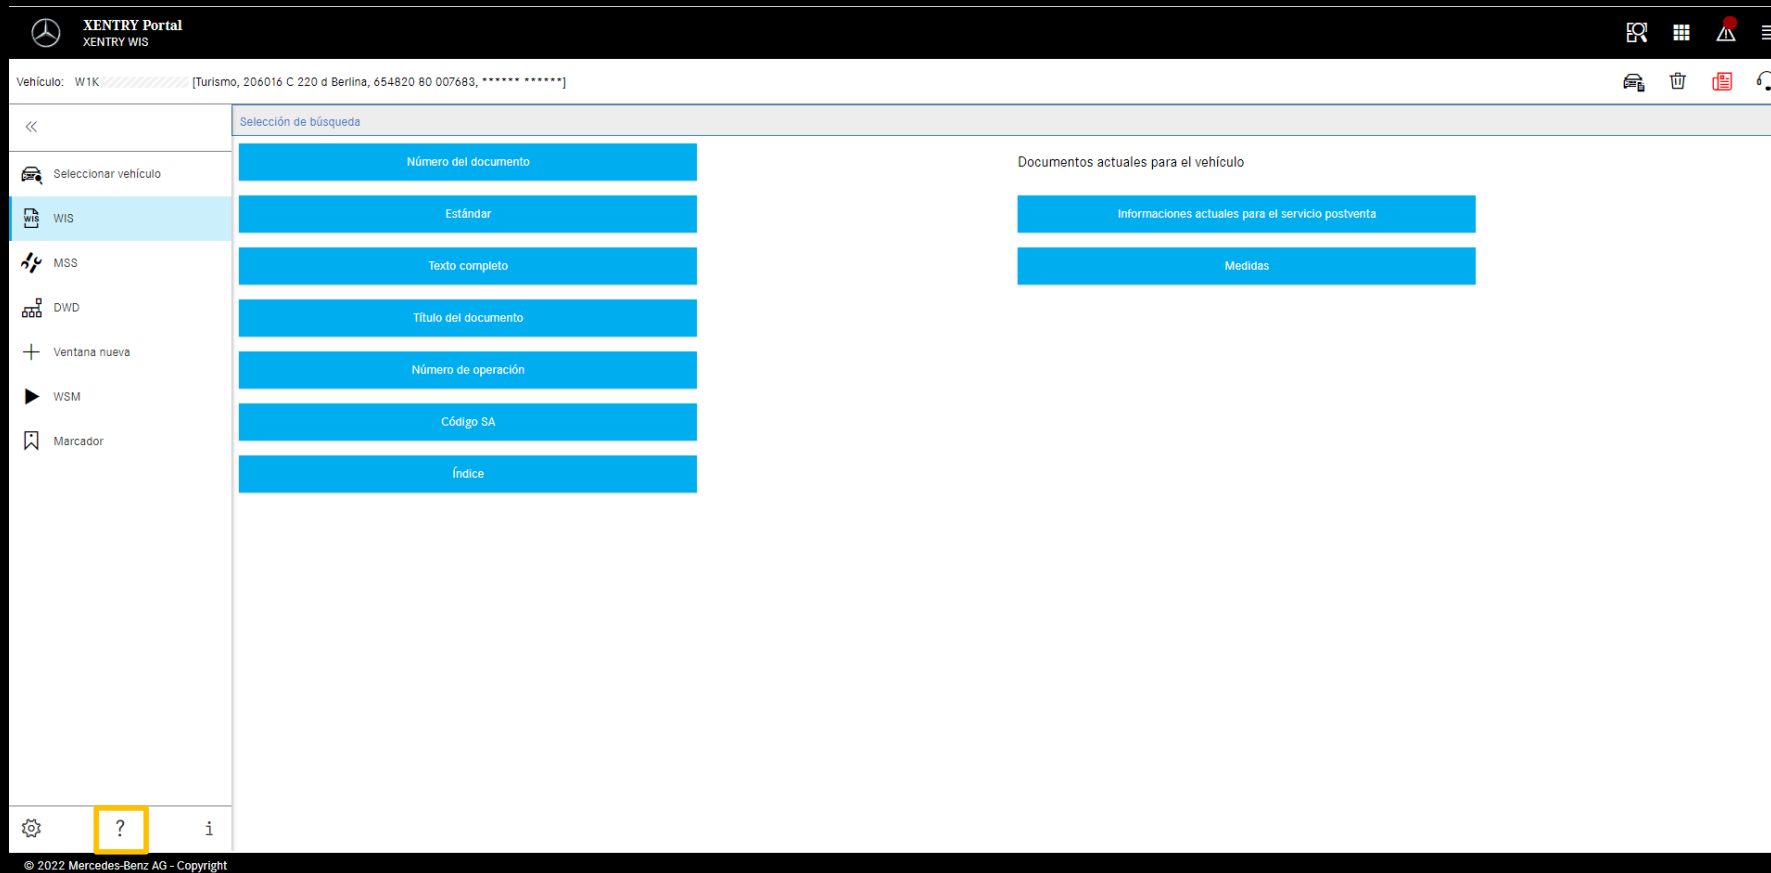 XENTRY Portal
XENTRY WIS
Vehículo: W1K [Turismo, 206016 C 220 d Berlina, 654820 80 007683, ****** ******]
Selección de búsqueda
Seleccionar vehículo
WIS
WIS
MSS
DWD
Ventana nueva
WSM
Marcador
Número del documento
Estándar
Texto completo
Título del documento
Número de operación
Código SA
Índice
Documentos actuales para el vehículo
Informaciones actuales para el servicio postventa
Medidas
?
i
© 2022 Mercedes-Benz AG - Copyright